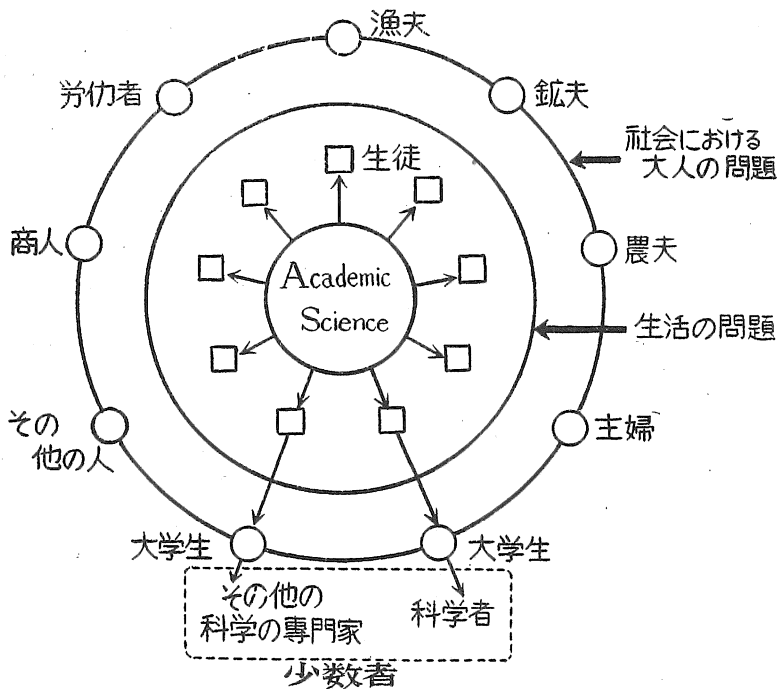 漁夫
労仂者
鉱夫
社会における
大人の問題
生徒
商人
農夫
Academic
Science
生活の問題
その
他の人
主婦
大学生
大学生
その他の
科学の専門家
科学者
少数者